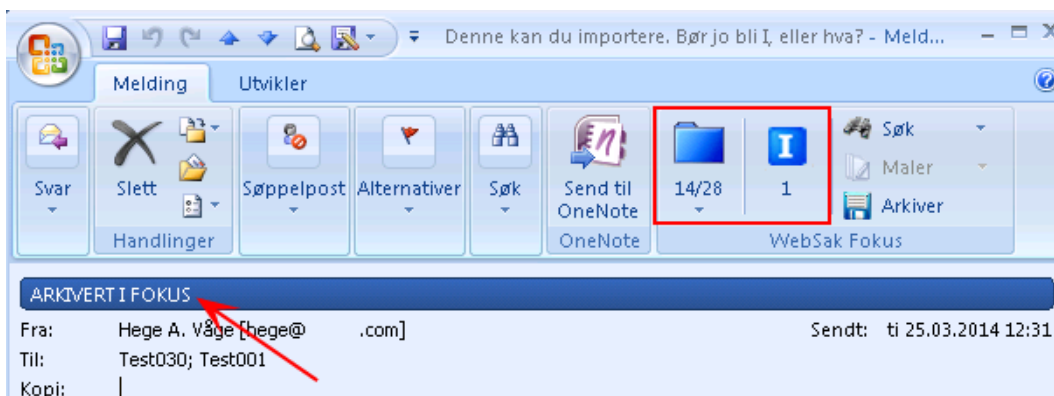 Denne kan du importere. Bør jo bli I, eller hva? - Meld...
Melding Utvikler
Svar Slett Søppelpost Alternativer Søk Send til OneNote 14/28 I 1 Søk
Maler
Arkiver
Handlinger OneNote WebSak Fokus
ARKIVERT I FOKUS
Fra: Hege A. Våge [hege@ .com] Sendt: ti 25.03.2014 12:31
Til: Test030; Test001
Kopi: